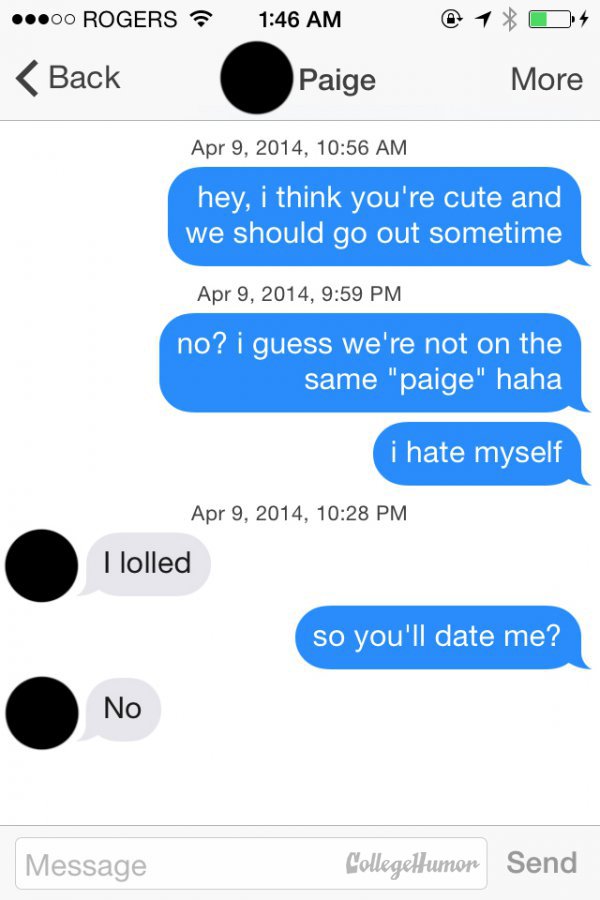 ROGERS 1:46 AM
Back Paige More
Apr 9, 2014, 10:56 AM
hey, i think you're cute and
we should go out sometime
Apr 9, 2014, 9:59 PM
no? i guess we're not on the
same "paige" haha
i hate myself
Apr 9, 2014, 10:28 PM
I lolled
so you'll date me?
No
Message CollegeHumor Send